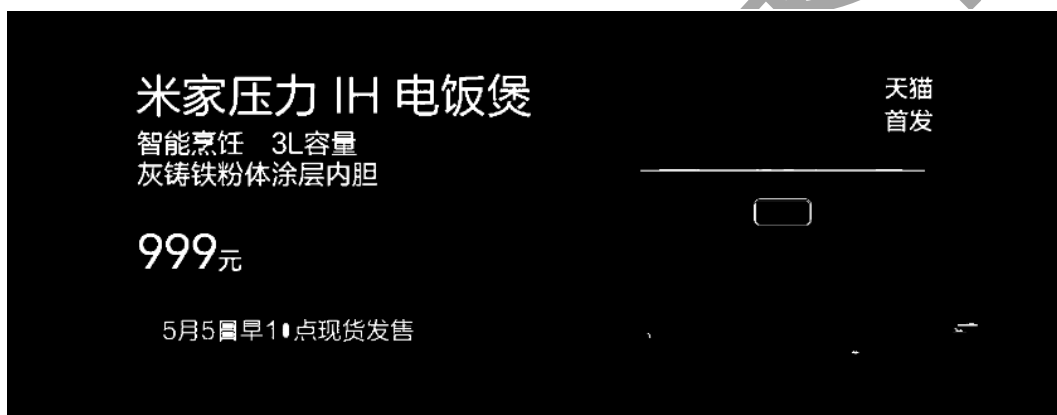 米家压力 IH 电饭煲
智能烹饪 3L容量
灰铸铁粉体涂层内胆
999元
5月5日早10点现货发售
天猫
首发